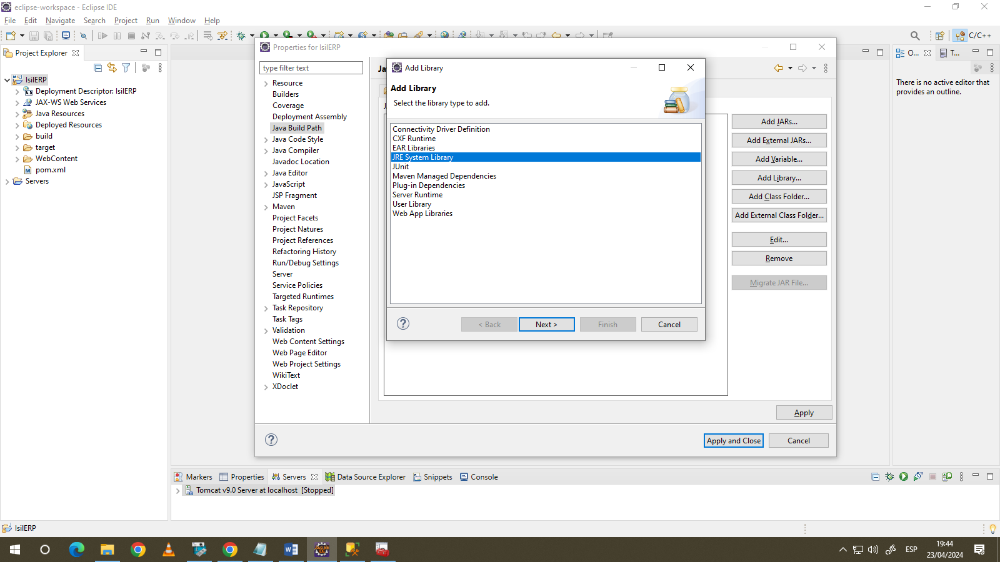 eclipse-workspace - Eclipse IDE
File Edit Navigate Search Project Run Window Help
C/C++
Project Explorer
IsilERP
Deployment Descriptor: IsilERP
JAX-WS Web Services
Java Resources
Deployed Resources
build
target
WebContent
pom.xml
Servers
Properties for IsilERP
type filter text
Resource
Builders
Coverage
Deployment Assembly
Java Build Path
Java Code Style
Java Compiler
Javadoc Location
Java Editor
JavaScript
JSP Fragment
Maven
Project Facets
Project Natures
Project References
Refactoring History
Run/Debug Settings
Server
Service Policies
Targeted Runtimes
Task Repository
Task Tags
Validation
Web Content Settings
Web Page Editor
Web Project Settings
WikiText
XDoclet
Add Library
Add Library
Select the library type to add.
Connectivity Driver Definition
CXF Runtime
EAR Libraries
JRE System Library
JUnit
Maven Managed Dependencies
Plug-in Dependencies
Server Runtime
User Library
Web App Libraries
< Back
Next >
Finish
Cancel
Add JARs...
Add External JARs...
Add Variable...
Add Library...
Add Class Folder...
Add External Class Folder...
Edit...
Remove
Migrate JAR File...
Apply
Apply and Close
Cancel
O...
T...
There is no active editor that
provides an outline.
Markers Properties Servers Data Source Explorer Snippets Console
Tomcat v9.0 Server at localhost [Stopped]
IsilERP
ESP
19:44
23/04/2024